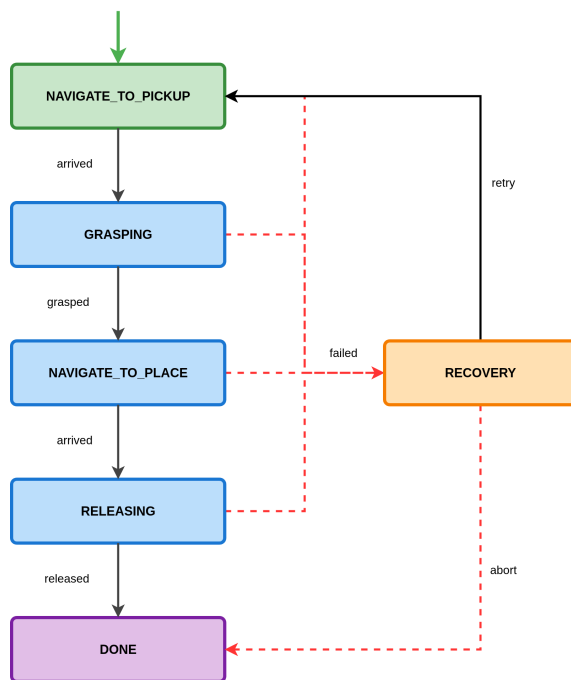 NAVIGATE_TO_PICKUP
arrived
retry
GRASPING
grasped
failed
NAVIGATE_TO_PLACE
RECOVERY
arrived
RELEASING
abort
released
DONE